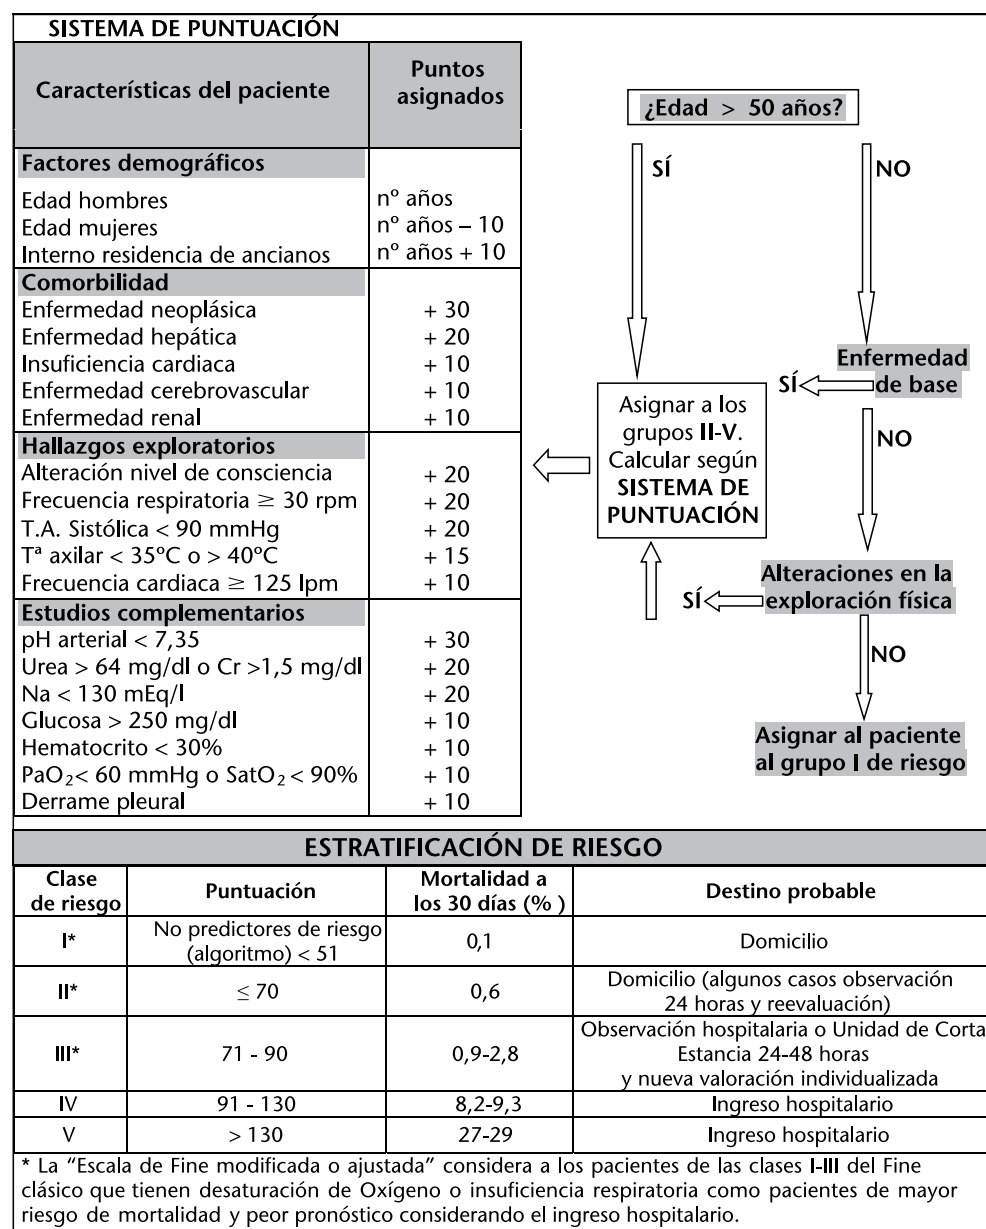 SISTEMA DE PUNTUACIÓN
Características del paciente
Puntos
asignados
Factores demográficos
Edad hombres nº años
Edad mujeres nº años – 10
Interno residencia de ancianos nº años + 10
Comorbilidad
Enfermedad neoplásica + 30
Enfermedad hepática + 20
Insuficiencia cardiaca + 10
Enfermedad cerebrovascular + 10
Enfermedad renal + 10
Hallazgos exploratorios
Alteración nivel de consciencia + 20
Frecuencia respiratoria ≥ 30 rpm + 20
T.A. Sistólica < 90 mmHg + 20
Tª axilar < 35ºC o > 40ºC + 15
Frecuencia cardiaca ≥ 125 lpm + 10
Estudios complementarios
pH arterial < 7,35 + 30
Urea > 64 mg/dl o Cr >1,5 mg/dl + 20
Na < 130 mEq/l + 20
Glucosa > 250 mg/dl + 10
Hematocrito < 30% + 10
PaO₂< 60 mmHg o SatO₂ < 90% + 10
Derrame pleural + 10
¿Edad > 50 años?
SÍ
NO
Enfermedad
de base
SÍ
NO
Asignar a los
grupos II-V.
Calcular según
SISTEMA DE
PUNTUACIÓN
Alteraciones en la
exploración física
SÍ
NO
Asignar al paciente
al grupo I de riesgo
ESTRATIFICACIÓN DE RIESGO
Clase
de riesgo
Puntuación
Mortalidad a
los 30 días (% )
Destino probable
I*
No predictores de riesgo
(algoritmo) < 51
0,1
Domicilio
II*
≤ 70
0,6
Domicilio (algunos casos observación
24 horas y reevaluación)
III*
71 - 90
0,9-2,8
Observación hospitalaria o Unidad de Corta
Estancia 24-48 horas
y nueva valoración individualizada
IV
91 - 130
8,2-9,3
Ingreso hospitalario
V
> 130
27-29
Ingreso hospitalario
* La “Escala de Fine modificada o ajustada” considera a los pacientes de las clases I-III del Fine
clásico que tienen desaturación de Oxígeno o insuficiencia respiratoria como pacientes de mayor
riesgo de mortalidad y peor pronóstico considerando el ingreso hospitalario.